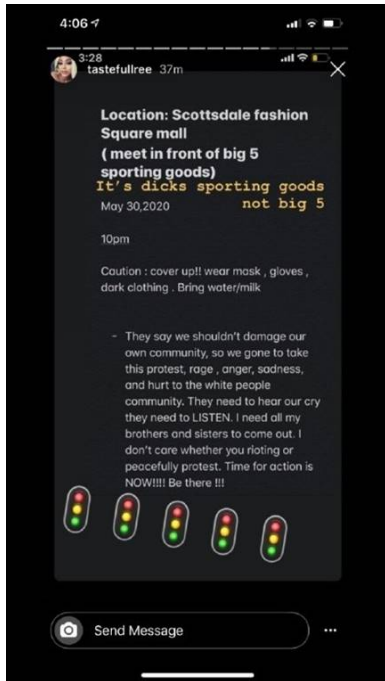 4:06
3:28
tastefullree 37m
Location: Scottsdale fashion
Square mall
( meet in front of big 5
sporting goods)
It's dicks sporting goods
not big 5
May 30,2020
10pm
Caution : cover up!! wear mask , gloves ,
dark clothing . Bring water/milk
- They say we shouldn't damage our
own community, so we gone to take
this protest, rage , anger, sadness,
and hurt to the white people
community. They need to hear our cry
they need to LISTEN. I need all my
brothers and sisters to come out. I
don't care whether you rioting or
peacefully protest. Time for action is
NOW!!!! Be there !!!
Send Message